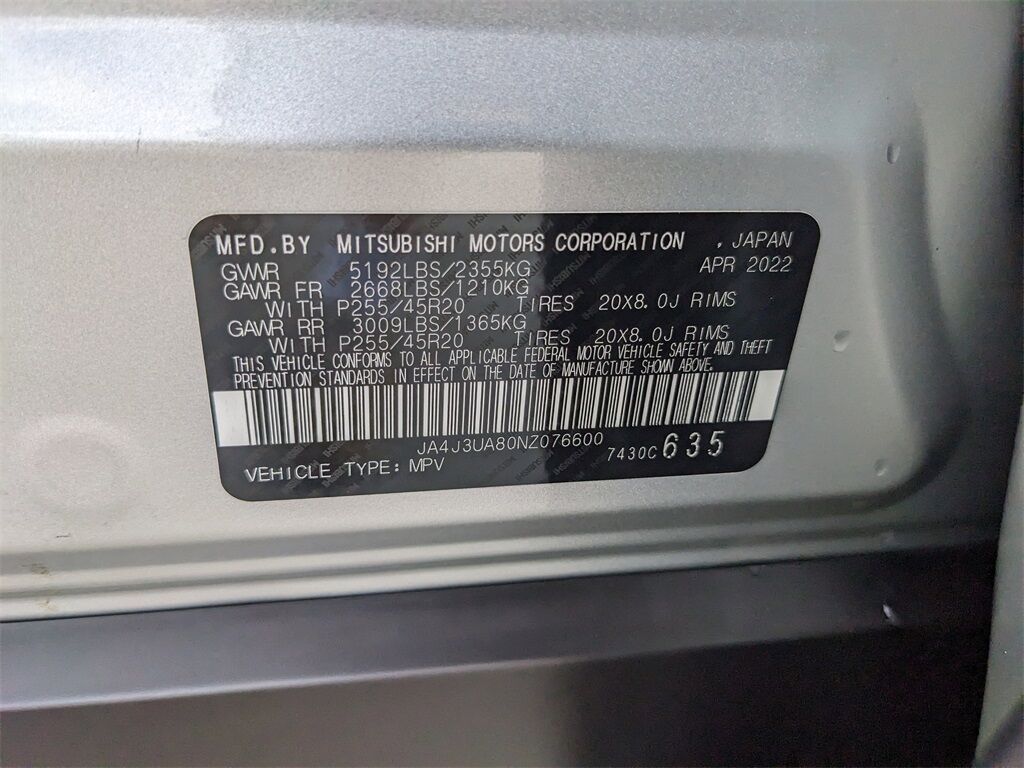 MFD. BY MITSUBISHI MOTORS CORPORATION , JAPAN
GVWR 5192LBS/2355KG APR 2022
GAWR FR 2668LBS/1210KG
WITH P255/45R20 TIRES 20X8.0J RIMS
GAWR RR 3009LBS/1365KG
WITH P255/45R20 TIRES 20X8.0J RIMS
THIS VEHICLE CONFORMS TO ALL APPLICABLE FEDERAL MOTOR VEHICLE SAFETY AND THEFT
PREVENTION STANDARDS IN EFFECT ON THE DATE OF MANUFACTURE SHOWN ABOVE.
JA4J3UA80NZ076600
VEHICLE TYPE: MPV 7430C 635